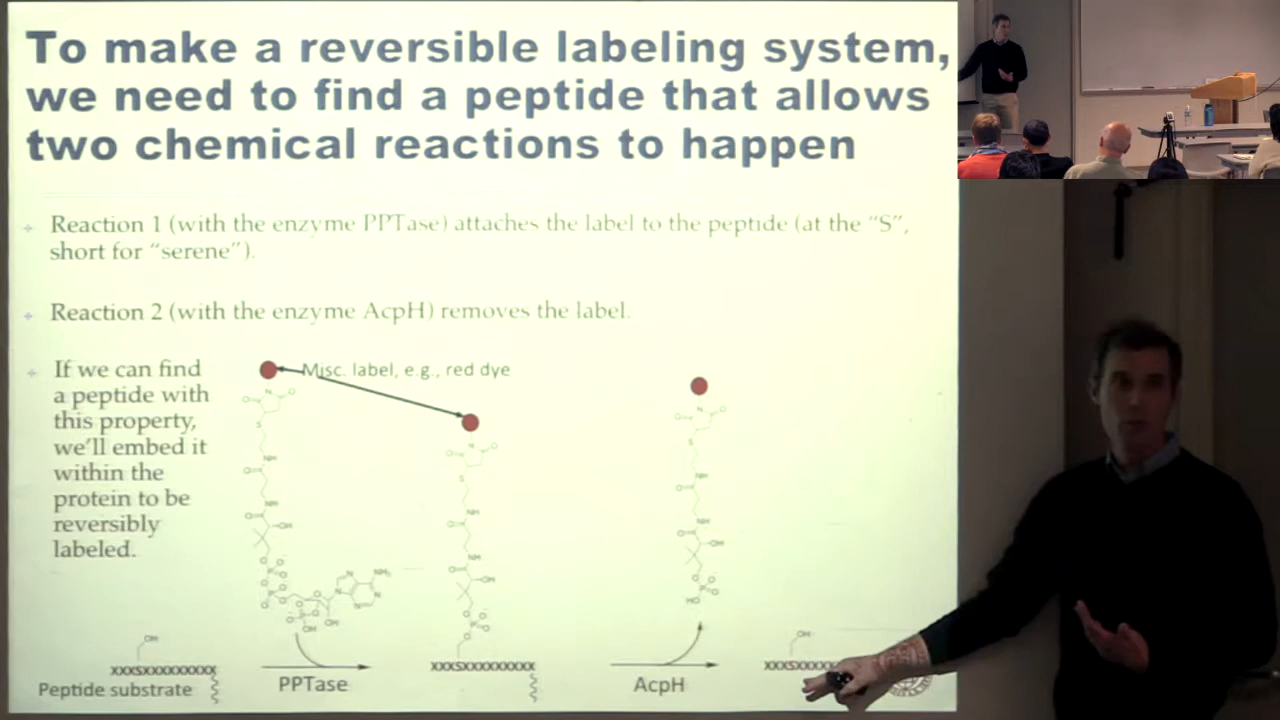 To make a reversible labeling system,
we need to find a peptide that allows
two chemical reactions to happen
Reaction 1 (with the enzyme PPTase) attaches the label to the peptide (at the “S”,
short for “serene”).
Reaction 2 (with the enzyme AcpH) removes the label.
If we can find
a peptide with
this property,
we’ll embed it
within the
protein to be
reversibly
labeled.
Misc. label, e.g., red dye
XXXSXXXXXXXXXX
XXXSXXXXXXXXXX
Peptide substrate
PPTase
AcpH